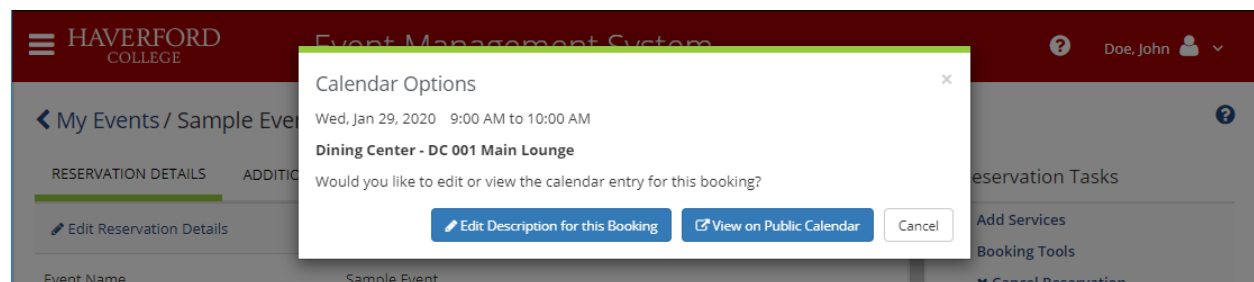 HAVERFORD
COLLEGE
Event Management System
Doe, John
Calendar Options
×
My Events / Sample Eve
Wed, Jan 29, 2020 9:00 AM to 10:00 AM
Dining Center - DC 001 Main Lounge
RESERVATION DETAILS ADDITIO
Would you like to edit or view the calendar entry for this booking?
eservation Tasks
Edit Reservation Details
Edit Description for this Booking
View on Public Calendar
Cancel
Add Services
Booking Tools
Cancel Reservation
Event Name
Sample Event